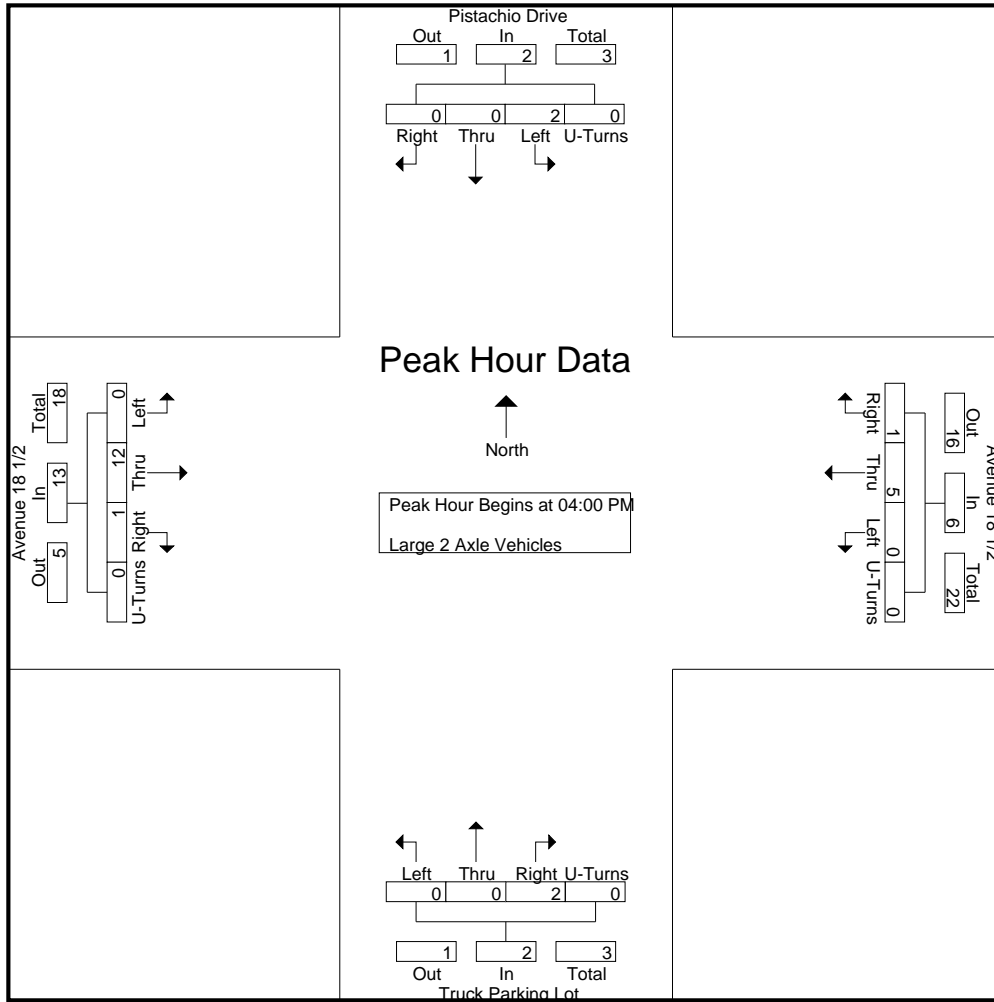 Pistachio Drive
Out In Total
1 2 3
0 0 2 0
Right Thru Left U-Turns
Peak Hour Data
North
Peak Hour Begins at 04:00 PM
Large 2 Axle Vehicles
Avenue 18 1/2
Total In Out
18 13 5
0 12 1 0
Left Thru Right U-Turns
Avenue 18 1/2
Out In Total
16 6 22
1 5 0 0
Right Thru Left U-Turns
Left Thru Right U-Turns
0 0 2 0
1 2 3
Out In Total
Truck Parking Lot